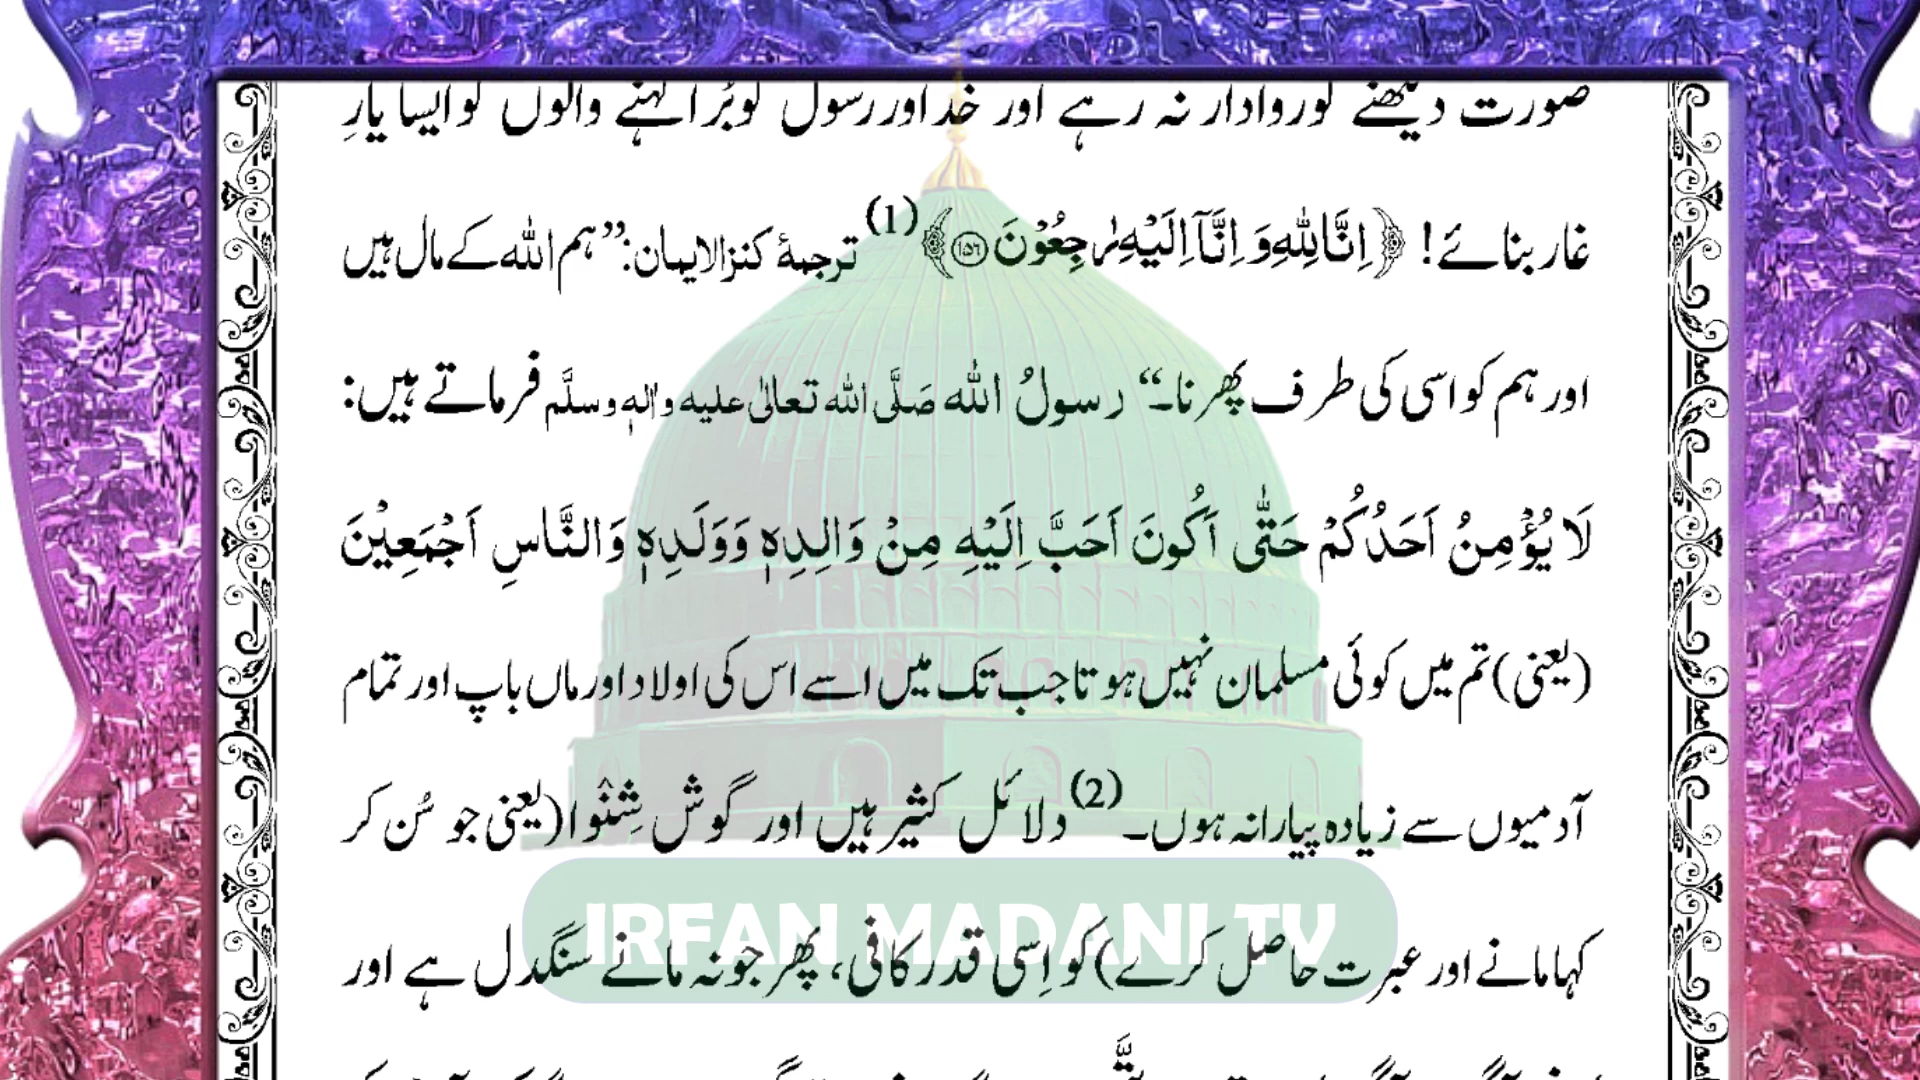 صورت دیکھنے کو روادار نہ رہے اور خدا اور رسول کو بُرا کہنے والوں کو ایسا یارِ
غار بنائے! ﴿اِنَّا لِلّٰهِ وَ اِنَّاۤ اِلَیْهِ رٰجِعُوْنَ ﴿۱۵۶﴾﴾(1) ترجمۂ کنزالایمان: ”ہم اللہ کے مال ہیں
اور ہم کو اسی کی طرف پھرنا۔“ رسولُ اللہ صَلَّی اللہ تعالٰی علیہ واٰلہٖ وسلَّم فرماتے ہیں:
لَا یُؤْمِنُ اَحَدُکُمْ حَتّٰی اَکُونَ اَحَبَّ اِلَیْهِ مِنْ وَالِدِهٖ وَوَلَدِهٖ وَالنَّاسِ اَجْمَعِیْنَ
(یعنی) تم میں کوئی مسلمان نہیں ہوتا جب تک میں اسے اس کی اولاد اور ماں باپ اور تمام
آدمیوں سے زیادہ پیارا نہ ہوں۔(2) دلائل کثیر ہیں اور گوش شِنْوا (یعنی جو سُن کر
کہا مانے اور عبرت حاصل کرے) کو اِسی قدر کافی، پھر جو نہ مانے سنگدل ہے اور
IRFAN MADANI TV